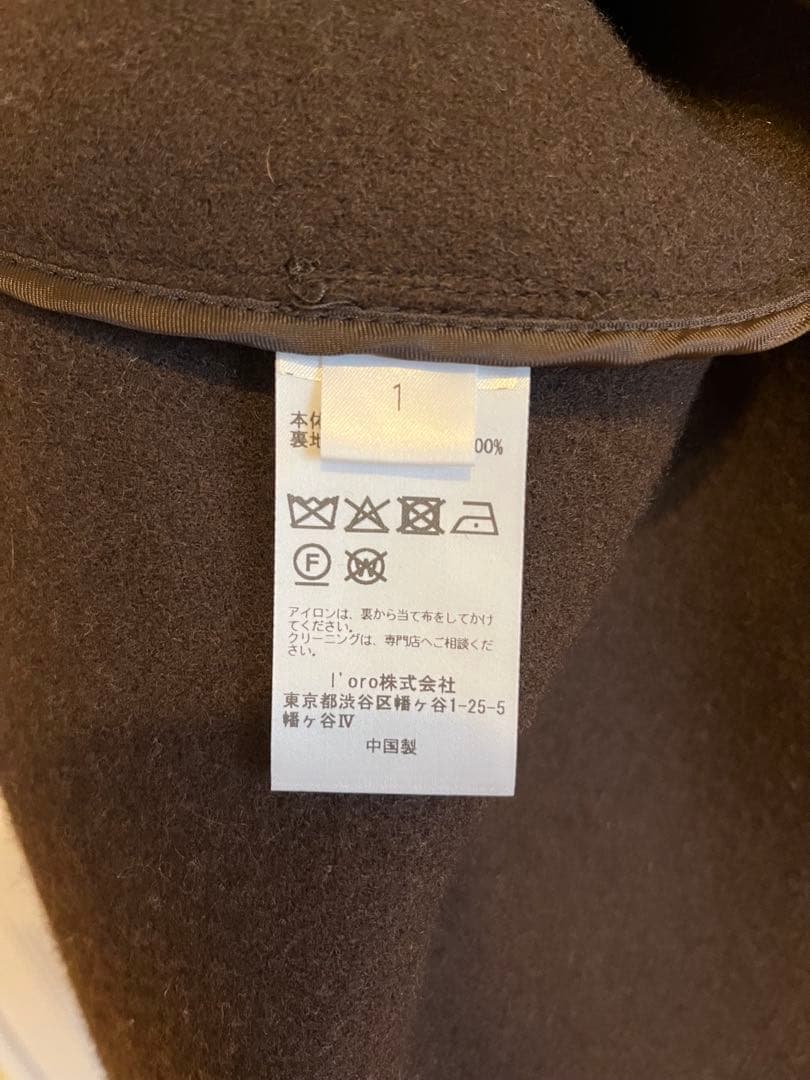 1
本体
裏地 00%
F
W
アイロンは、裏から当て布をしてかけ
てください。
クリーニングは、専門店へご相談くだ
さい。
l'oro株式会社
東京都渋谷区幡ヶ谷1-25-5
幡ヶ谷Ⅳ
中国製